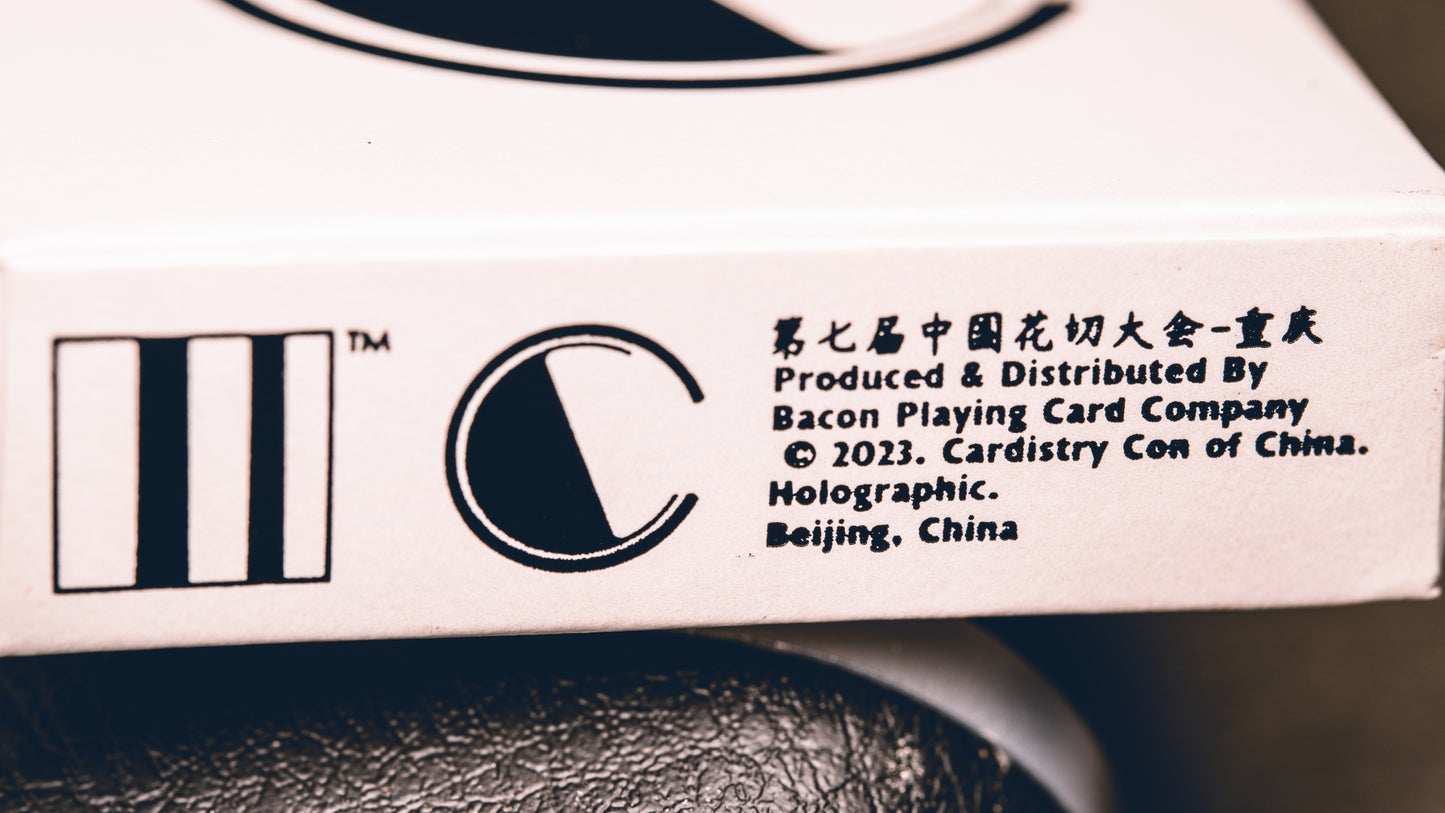 TM
第七届中国花切大会-重庆
Produced & Distributed By
Bacon Playing Card Company
© 2023. Cardistry Con of China.
Holographic.
Beijing, China